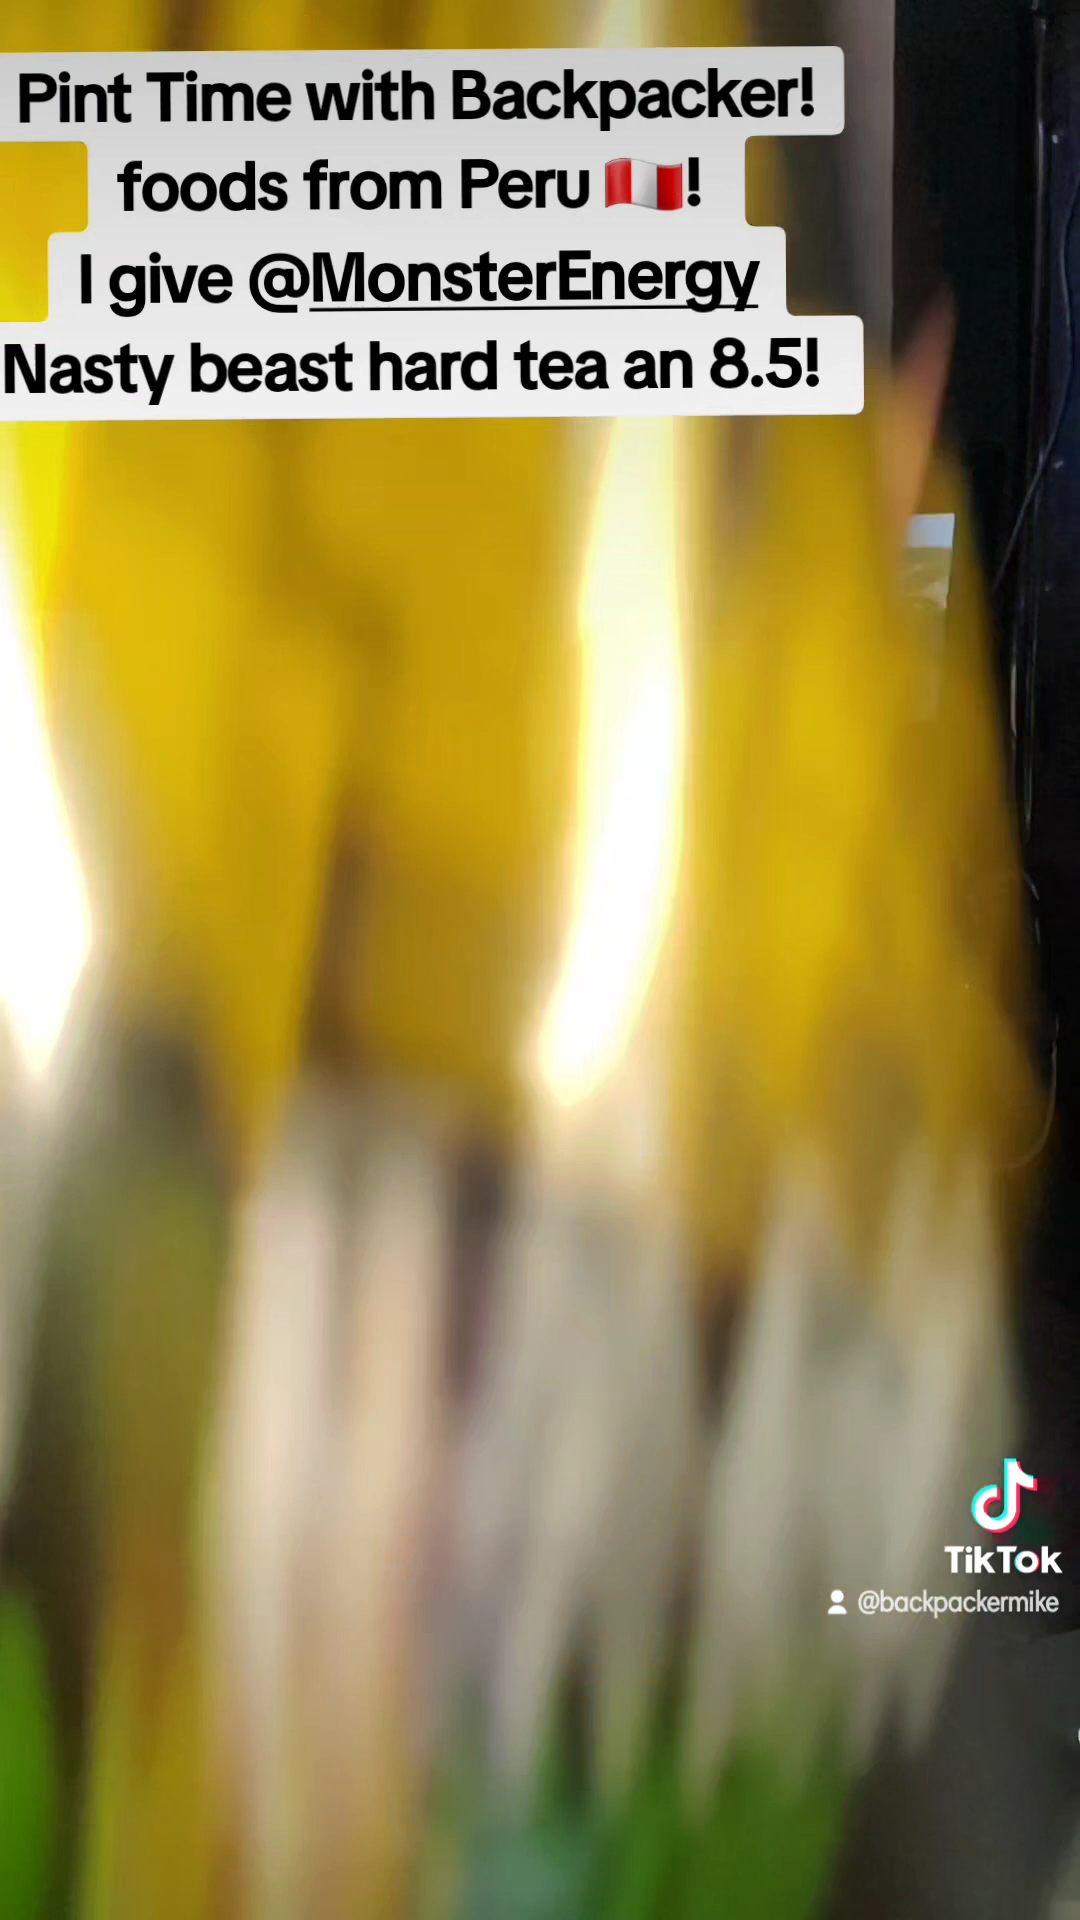 Pint Time with Backpacker!
foods from Peru 🇵🇪!
I give @MonsterEnergy
Nasty beast hard tea an 8.5!
TikTok
@backpackermike